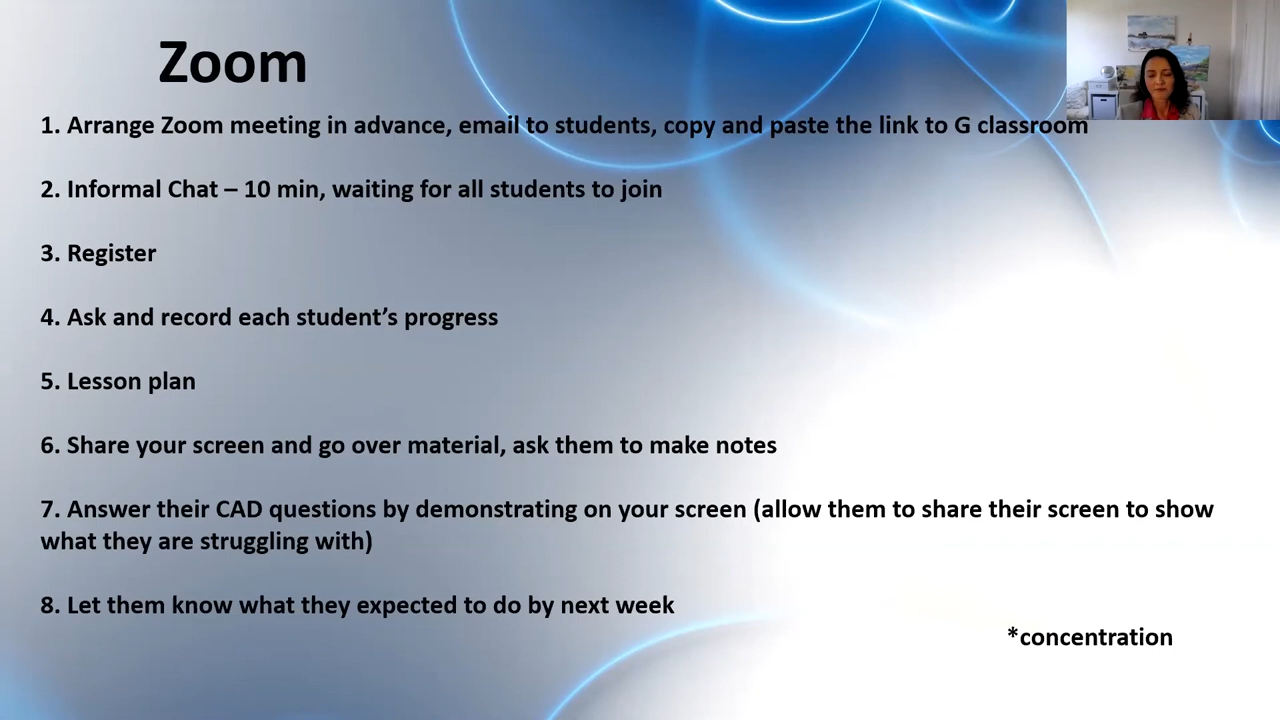 Zoom
1. Arrange Zoom meeting in advance, email to students, copy and paste the link to G classroom
2. Informal Chat – 10 min, waiting for all students to join
3. Register
4. Ask and record each student’s progress
5. Lesson plan
6. Share your screen and go over material, ask them to make notes
7. Answer their CAD questions by demonstrating on your screen (allow them to share their screen to show
what they are struggling with)
8. Let them know what they expected to do by next week
*concentration